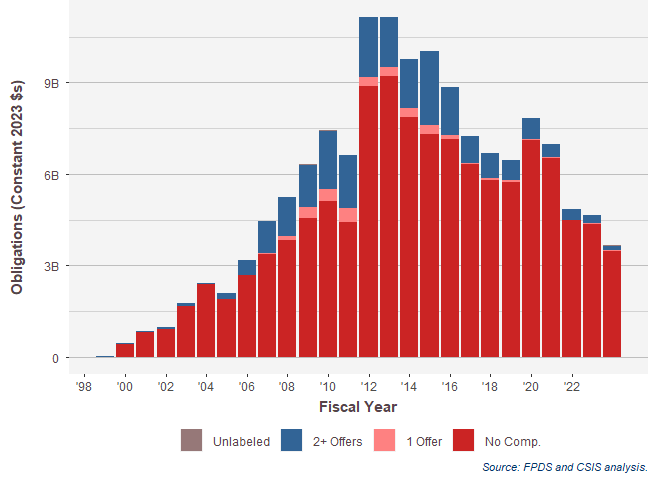 Obligations (Constant 2023 $s)
9B
6B
3B
0
'98 '00 '02 '04 '06 '08 '10 '12 '14 '16 '18 '20 '22
Fiscal Year
Unlabeled 2+ Offers 1 Offer No Comp.
Source: FPDS and CSIS analysis.